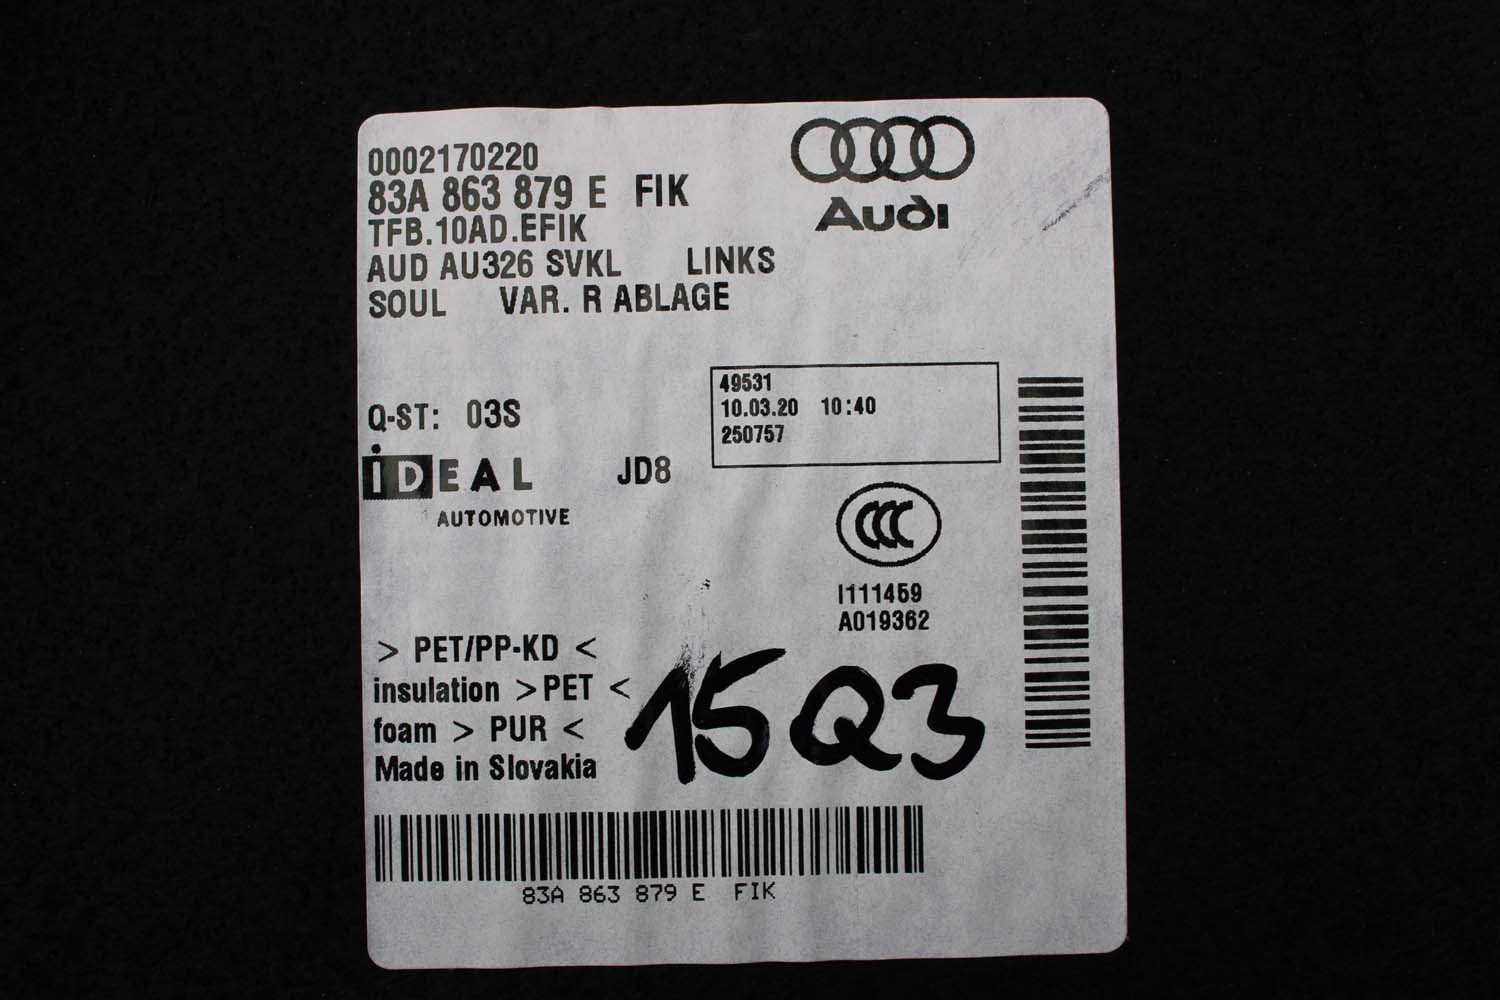 0002170220
83A 863 879 E FIK
TFB.10AD.EFIK
AUD AU326 SVKL LINKS
SOUL VAR. R ABLAGE
Audi
49531
10.03.20 10:40
250757
Q-ST: 03S
iDEAL JD8
AUTOMOTIVE
CCC
I111459
A019362
> PET/PP-KD <
insulation >PET <
foam > PUR <
Made in Slovakia
15Q3
83A 863 879 E FIK